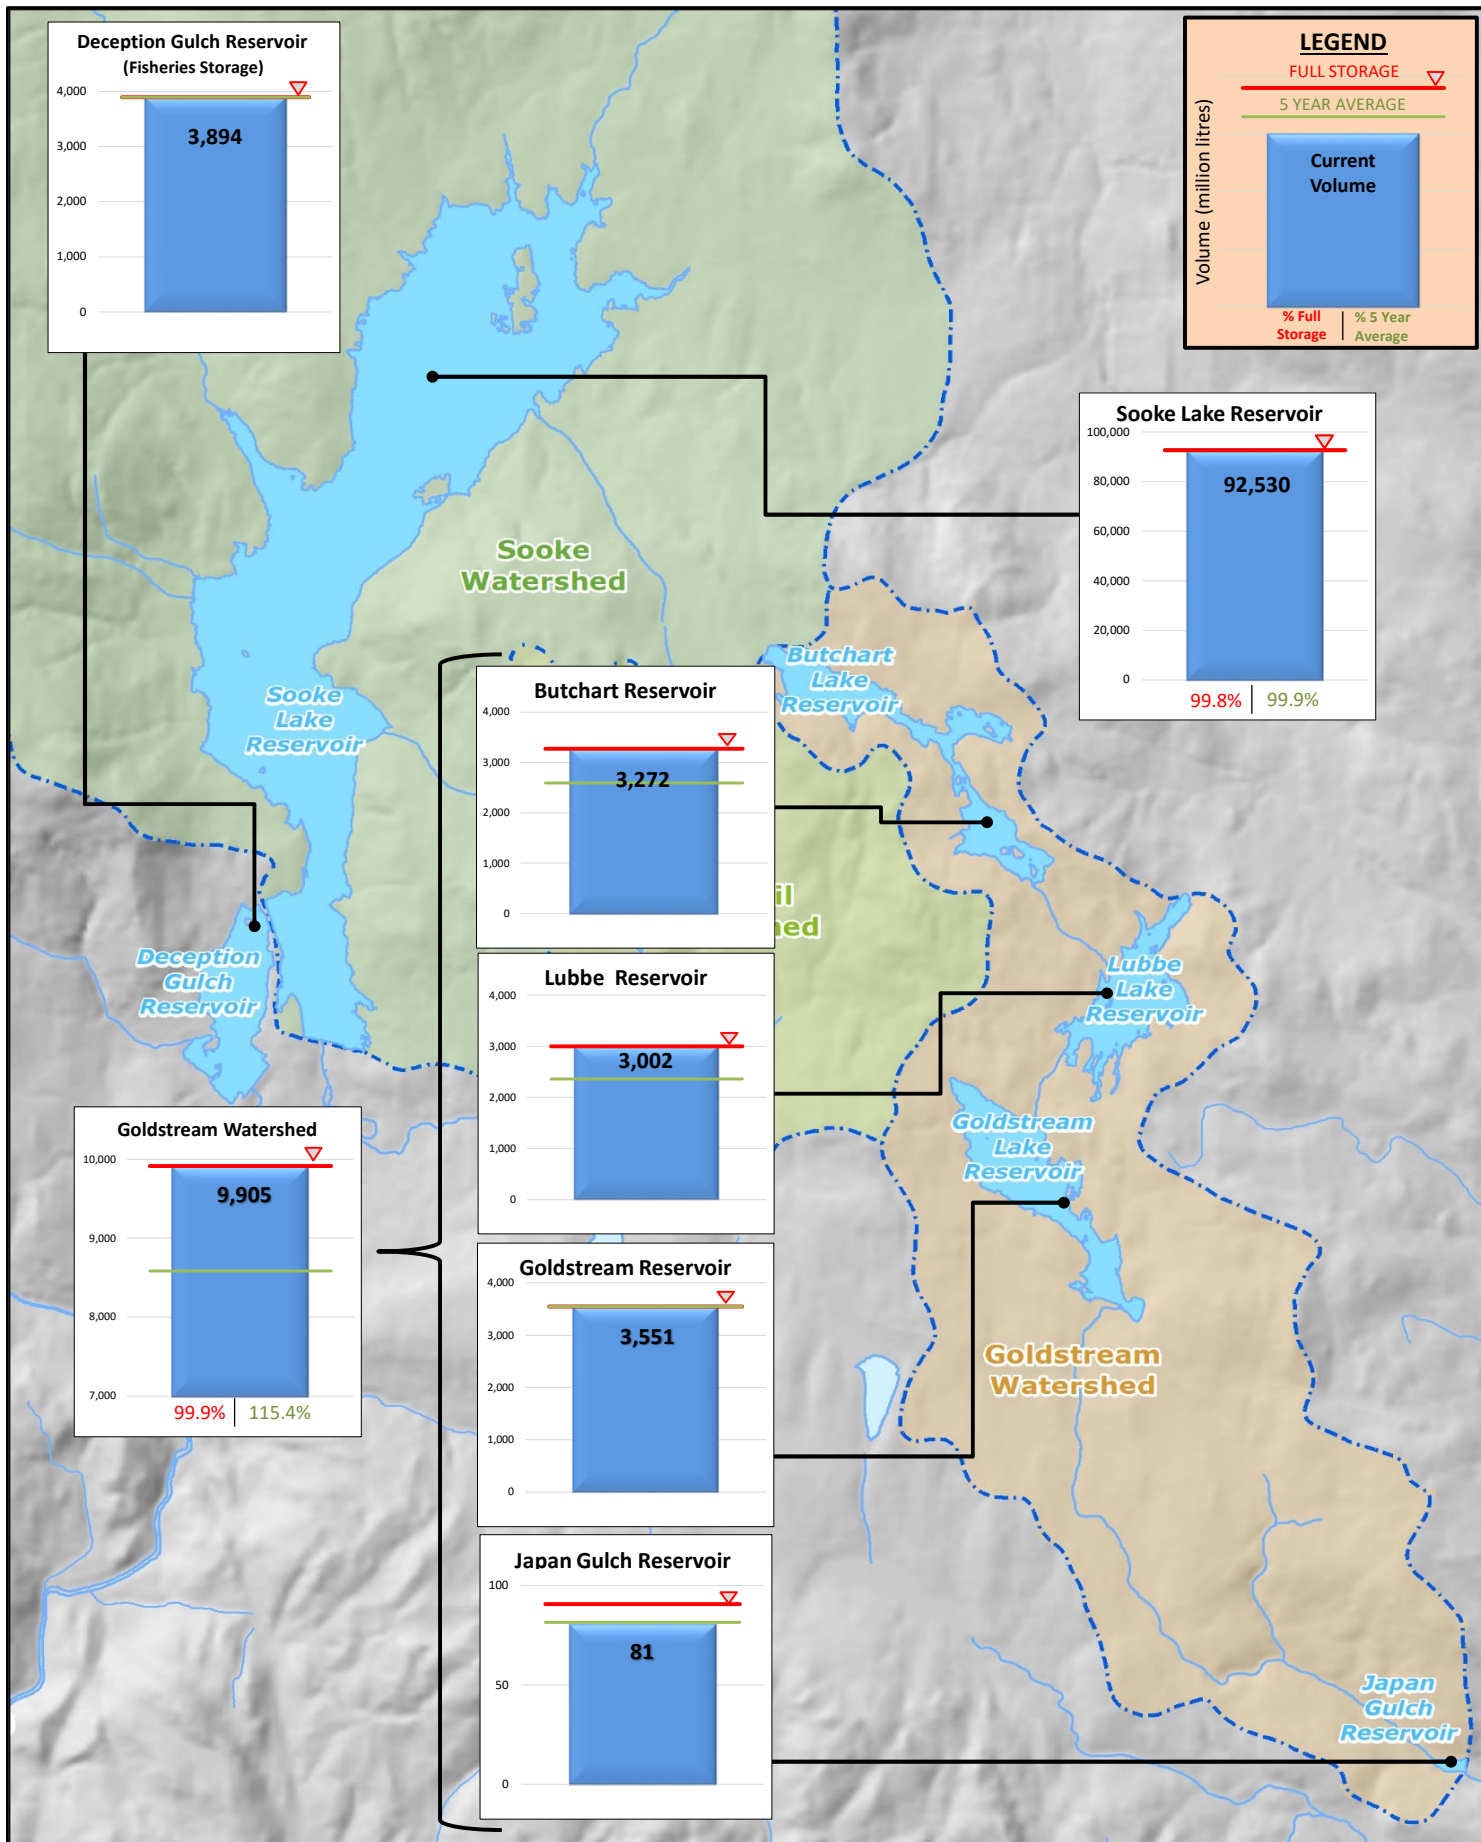 Deception Gulch Reservoir
(Fisheries Storage)
4,000
3,000
2,000
1,000
0
3,894
LEGEND
FULL STORAGE
5 YEAR AVERAGE
Volume (million litres)
Current
Volume
% Full
Storage
% 5 Year
Average
Sooke Lake Reservoir
100,000
80,000
60,000
40,000
20,000
0
92,530
99.8%
99.9%
Sooke
Watershed
Butchart
Lake
Reservoir
Sooke
Lake
Reservoir
Butchart Reservoir
4,000
3,000
2,000
1,000
0
3,272
il
hed
Deception
Gulch
Reservoir
Lubbe
Lake
Reservoir
Lubbe Reservoir
4,000
3,000
2,000
1,000
0
3,002
Goldstream Watershed
10,000
9,000
8,000
7,000
9,905
99.9%
115.4%
Goldstream
Lake
Reservoir
Goldstream Reservoir
4,000
3,000
2,000
1,000
0
3,551
Goldstream
Watershed
Japan Gulch Reservoir
100
50
0
81
Japan
Gulch
Reservoir